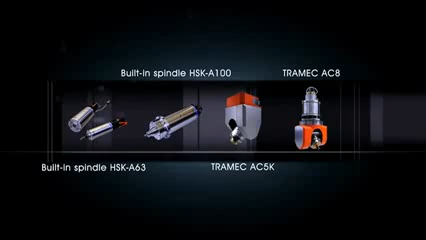 Built-in spindle HSK-A100
TRAMEC AC8
Built-in spindle HSK-A63
TRAMEC AC5K